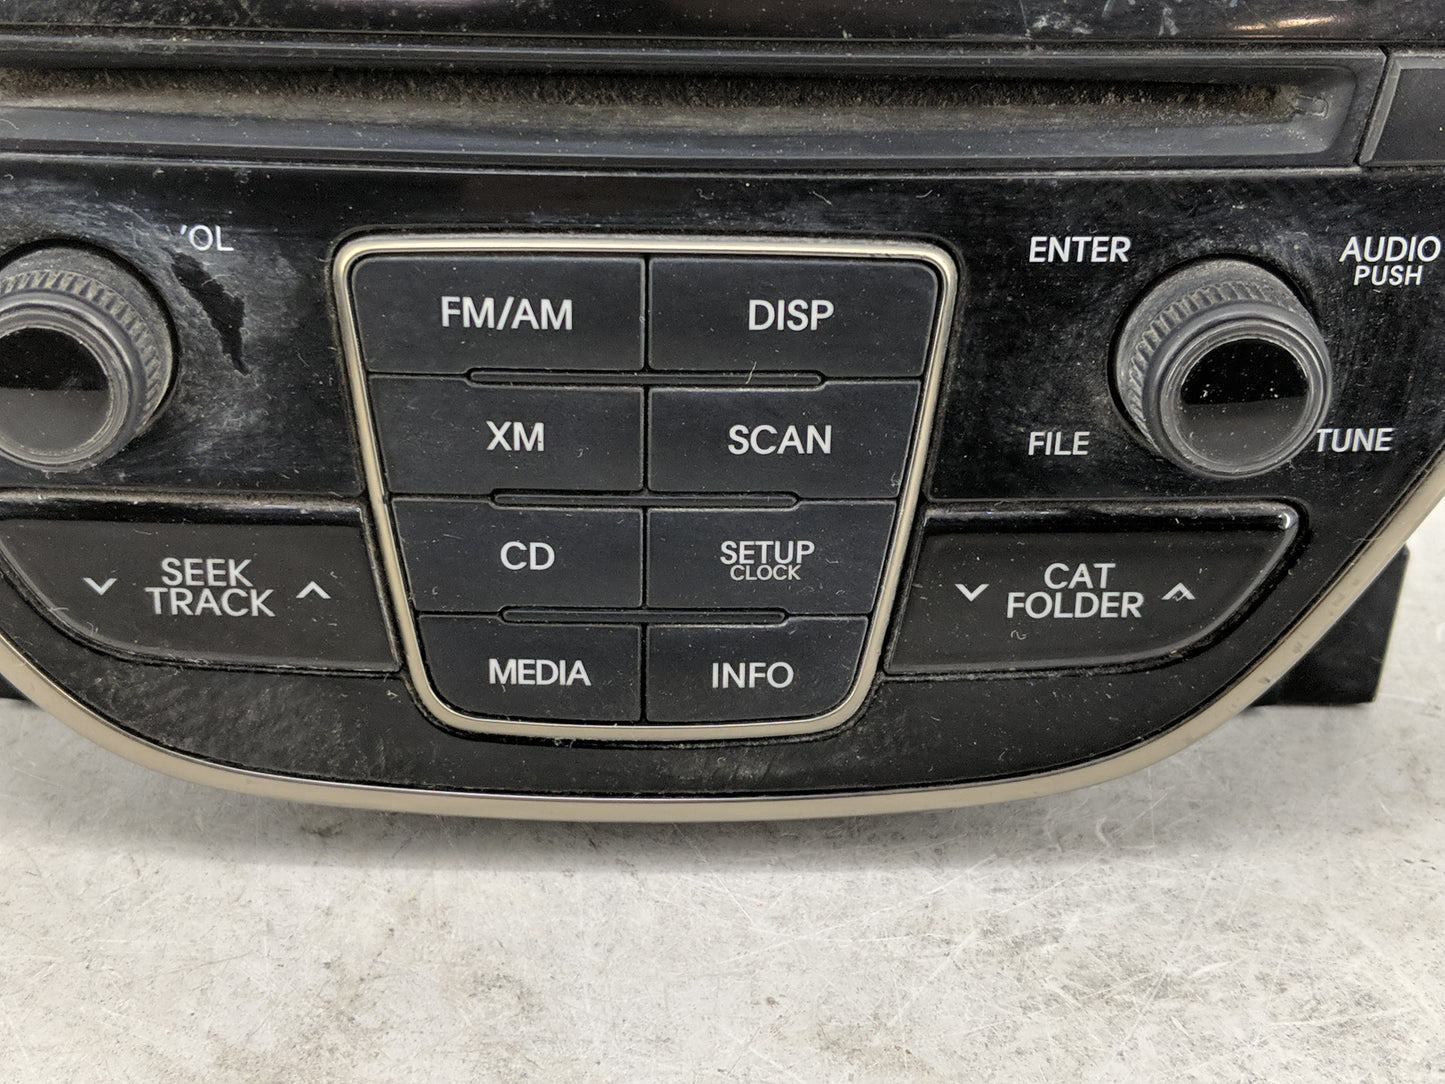 'OL
ENTER
AUDIO
PUSH
FM/AM
DISP
XM
SCAN
FILE
TUNE
CD
SETUP
CLOCK
SEEK
TRACK
CAT
FOLDER
MEDIA
INFO